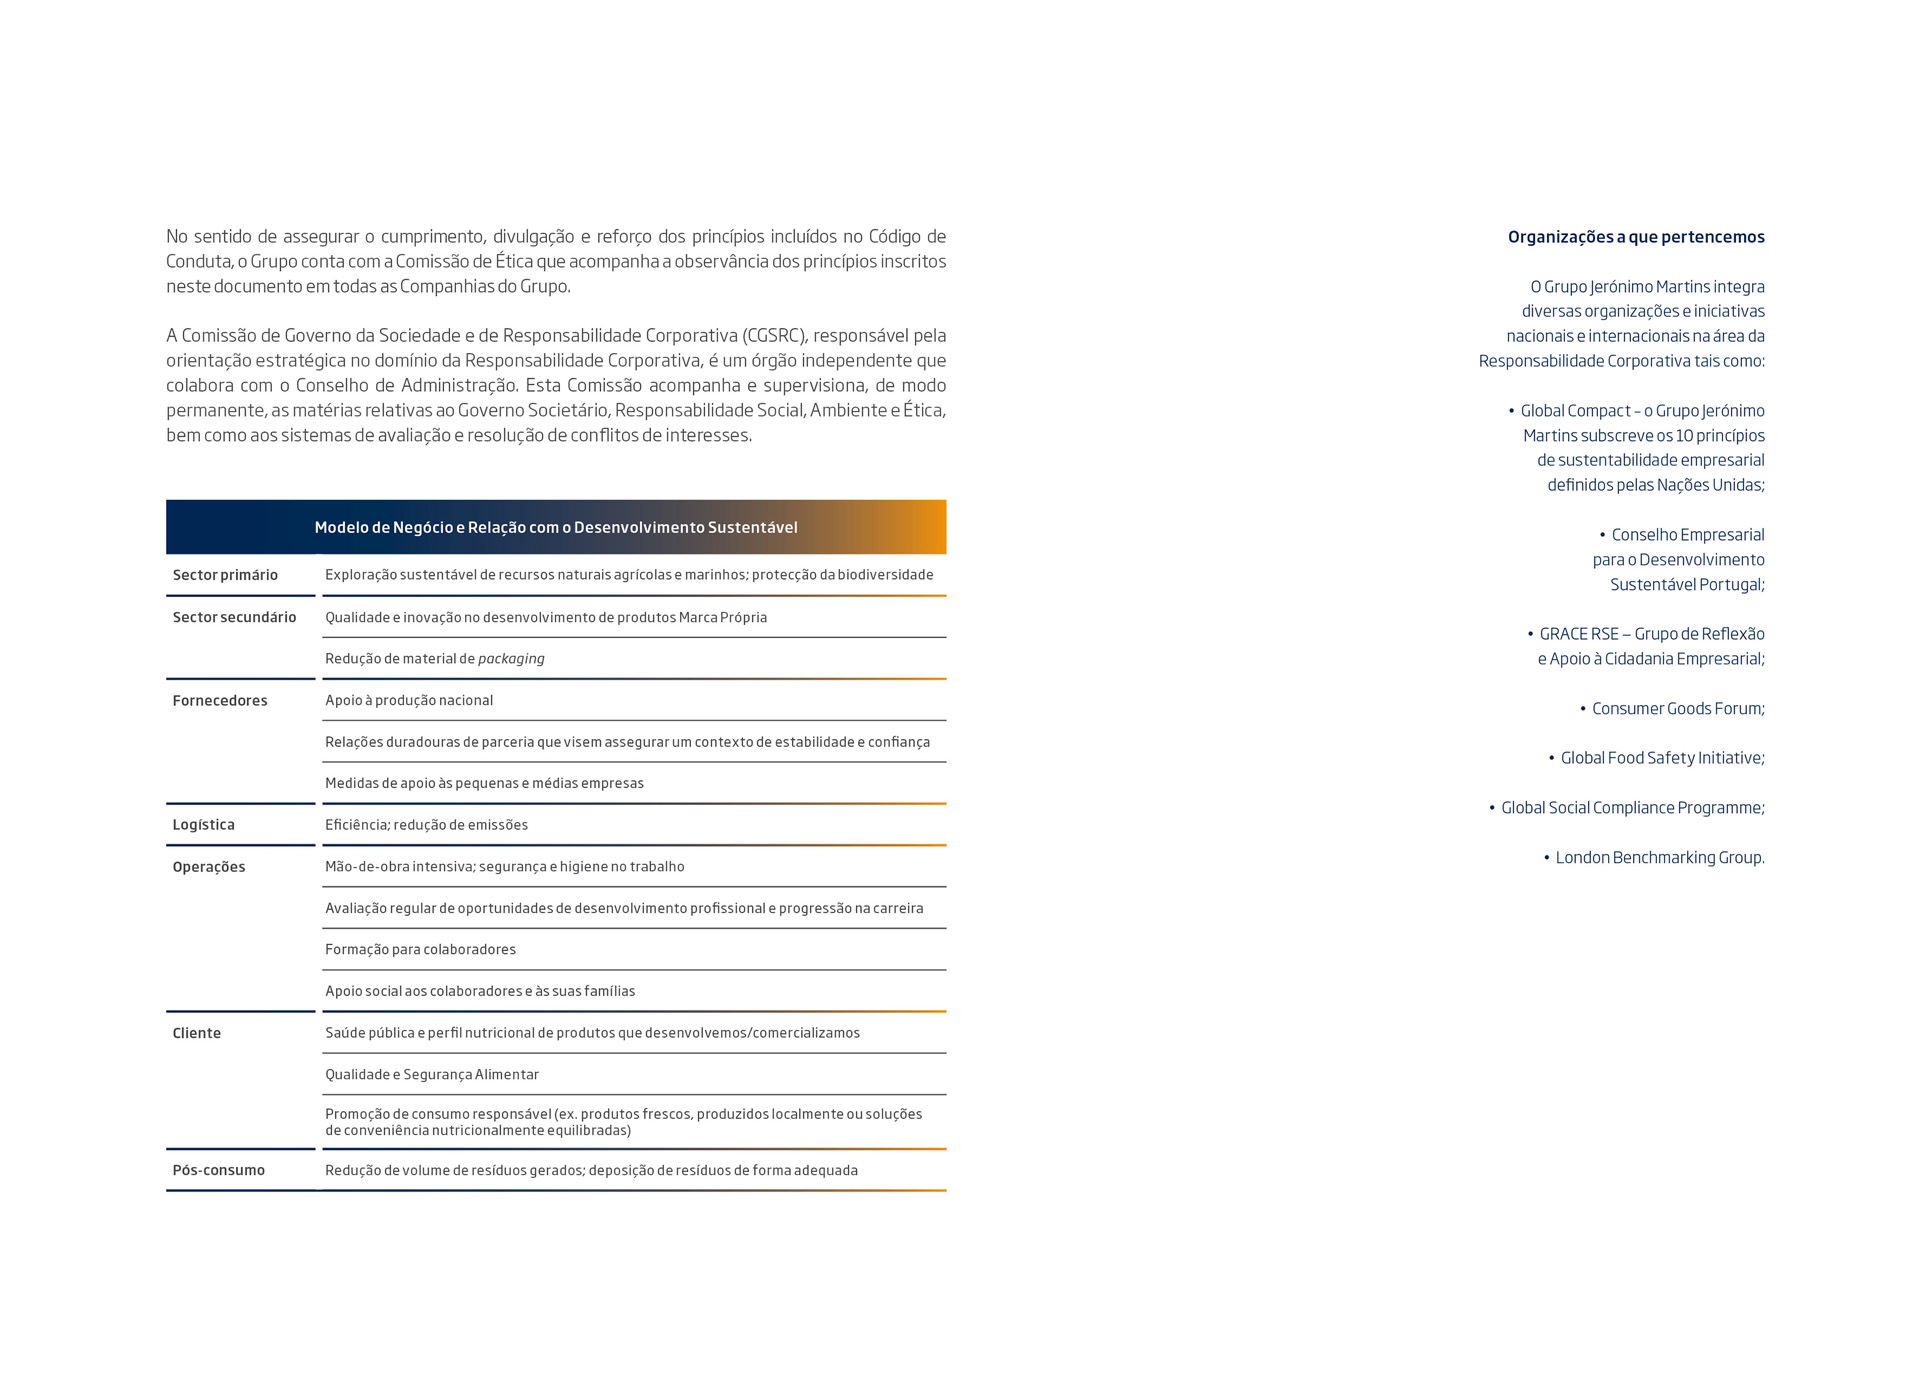 No sentido de assegurar o cumprimento, divulgação e reforço dos princípios incluídos no Código de
Conduta, o Grupo conta com a Comissão de Ética que acompanha a observância dos princípios inscritos
neste documento em todas as Companhias do Grupo.
A Comissão de Governo da Sociedade e de Responsabilidade Corporativa (CGSRC), responsável pela
orientação estratégica no domínio da Responsabilidade Corporativa, é um órgão independente que
colabora com o Conselho de Administração. Esta Comissão acompanha e supervisiona, de modo
permanente, as matérias relativas ao Governo Societário, Responsabilidade Social, Ambiente e Ética,
bem como aos sistemas de avaliação e resolução de conflitos de interesses.
Modelo de Negócio e Relação com o Desenvolvimento Sustentável
Sector primário Exploração sustentável de recursos naturais agrícolas e marinhos; protecção da biodiversidade
Sector secundário Qualidade e inovação no desenvolvimento de produtos Marca Própria
Redução de material de packaging
Fornecedores Apoio à produção nacional
Relações duradouras de parceria que visem assegurar um contexto de estabilidade e confiança
Medidas de apoio às pequenas e médias empresas
Logística Eficiência; redução de emissões
Operações Mão-de-obra intensiva; segurança e higiene no trabalho
Avaliação regular de oportunidades de desenvolvimento profissional e progressão na carreira
Formação para colaboradores
Apoio social aos colaboradores e às suas famílias
Cliente Saúde pública e perfil nutricional de produtos que desenvolvemos/comercializamos
Qualidade e Segurança Alimentar
Promoção de consumo responsável (ex. produtos frescos, produzidos localmente ou soluções
de conveniência nutricionalmente equilibradas)
Pós-consumo Redução de volume de resíduos gerados; deposição de resíduos de forma adequada
Organizações a que pertencemos
O Grupo Jerónimo Martins integra
diversas organizações e iniciativas
nacionais e internacionais na área da
Responsabilidade Corporativa tais como:
• Global Compact – o Grupo Jerónimo
Martins subscreve os 10 princípios
de sustentabilidade empresarial
definidos pelas Nações Unidas;
• Conselho Empresarial
para o Desenvolvimento
Sustentável Portugal;
• GRACE RSE – Grupo de Reflexão
e Apoio à Cidadania Empresarial;
• Consumer Goods Forum;
• Global Food Safety Initiative;
• Global Social Compliance Programme;
• London Benchmarking Group.